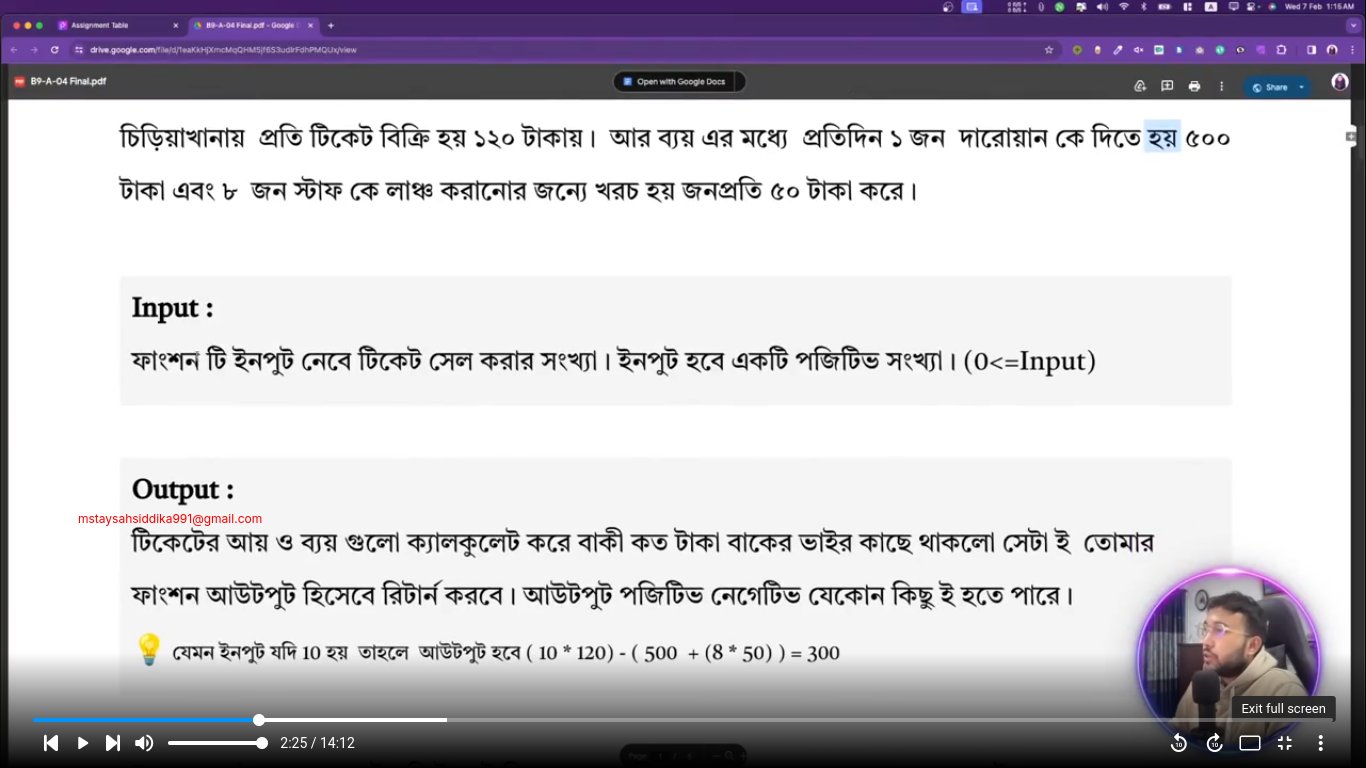 Wed 7 Feb 1:15 AM
Assignment Table
B9-A-04 Final.pdf - Google
drive.google.com/file/d/1eaKkHjXmcMqQHM5jf6S3udlrFdhPMQUx/view
B9-A-04 Final.pdf
Open with Google Docs
Share
চিড়িয়াখানায় প্রতি টিকেট বিক্রি হয় ১২০ টাকায়। আর ব্যয় এর মধ্যে প্রতিদিন ১ জন দারোয়ান কে দিতে হয় ৫০০
টাকা এবং ৮ জন স্টাফ কে লাঞ্চ করানোর জন্যে খরচ হয় জনপ্রতি ৫০ টাকা করে।
Input :
ফাংশন টি ইনপুট নেবে টিকেট সেল করার সংখ্যা। ইনপুট হবে একটি পজিটিভ সংখ্যা। (0<=Input)
Output :
mstaysahsiddika991@gmail.com
টিকেটের আয় ও ব্যয় গুলো ক্যালকুলেট করে বাকী কত টাকা বাকের ভাইর কাছে থাকলো সেটা ই তোমার
ফাংশন আউটপুট হিসেবে রিটার্ন করবে। আউটপুট পজিটিভ নেগেটিভ যেকোন কিছু ই হতে পারে।
যেমন ইনপুট যদি 10 হয় তাহলে আউটপুট হবে ( 10 * 120) - ( 500 + (8 * 50) ) = 300
Exit full screen
2:25 / 14:12
10
10
Page